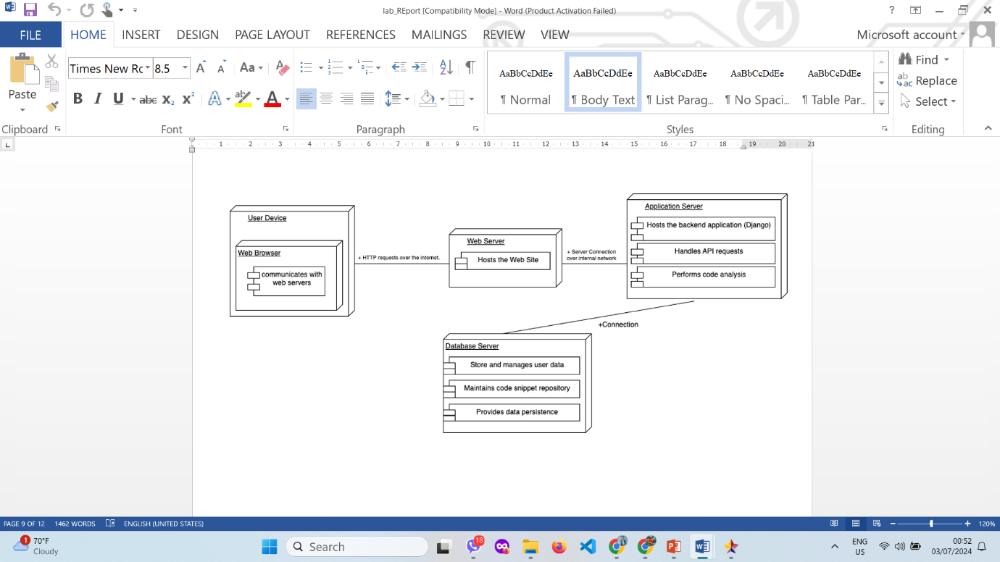 lab_REport [Compatibility Mode] - Word (Product Activation Failed)
?
FILE HOME INSERT DESIGN PAGE LAYOUT REFERENCES MAILINGS REVIEW VIEW Microsoft account
Times New Rc 8.5 Aa
Paste
B I U abc X2 X2 A ab A
AaBbCcDdEe AaBbCcDdEe AaBbCcDdEe AaBbCcDdEe AaBbCcDdEe
¶ Normal ¶ Body Text ¶ List Parag... ¶ No Spaci... ¶ Table Par...
Find
Replace
Select
Clipboard Font Paragraph Styles Editing
1 2 3 4 5 6 7 8 9 10 11 12 13 14 15 16 17 18 19 20 21
User Device
Web Browser
communicates with
web servers
+ HTTP requests over the internet.
Web Server
Hosts the Web Site
+ Server Connection
over internal network
Application Server
Hosts the backend application (Django)
Handles API requests
Performs code analysis
+Connection
Database Server
Store and manages user data
Maintains code snippet repository
Provides data persistence
PAGE 9 OF 12 1462 WORDS ENGLISH (UNITED STATES) 120%
1 70°F
Cloudy
Search
18
ENG
US
00:52
03/07/2024